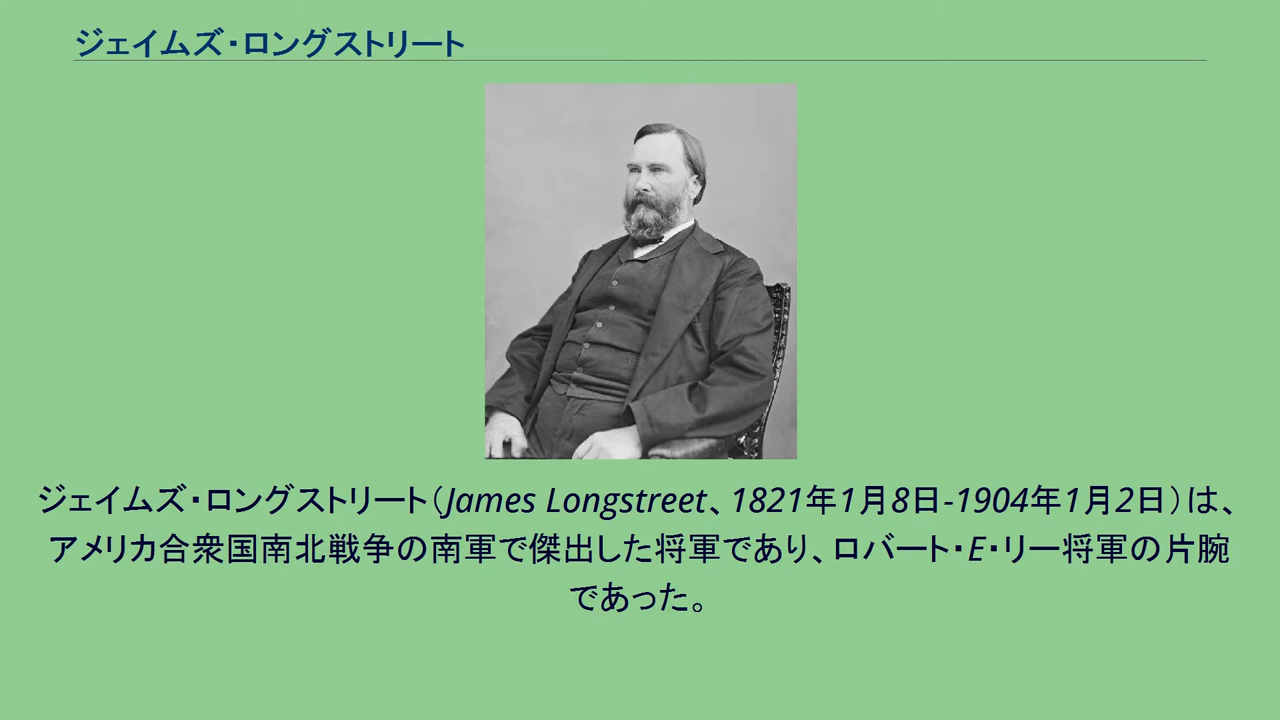 ジェイムズ・ロングストリート
ジェイムズ・ロングストリート（James Longstreet、1821年1月8日-1904年1月2日）は、
アメリカ合衆国南北戦争の南軍で傑出した将軍であり、ロバート・E・リー将軍の片腕
であった。